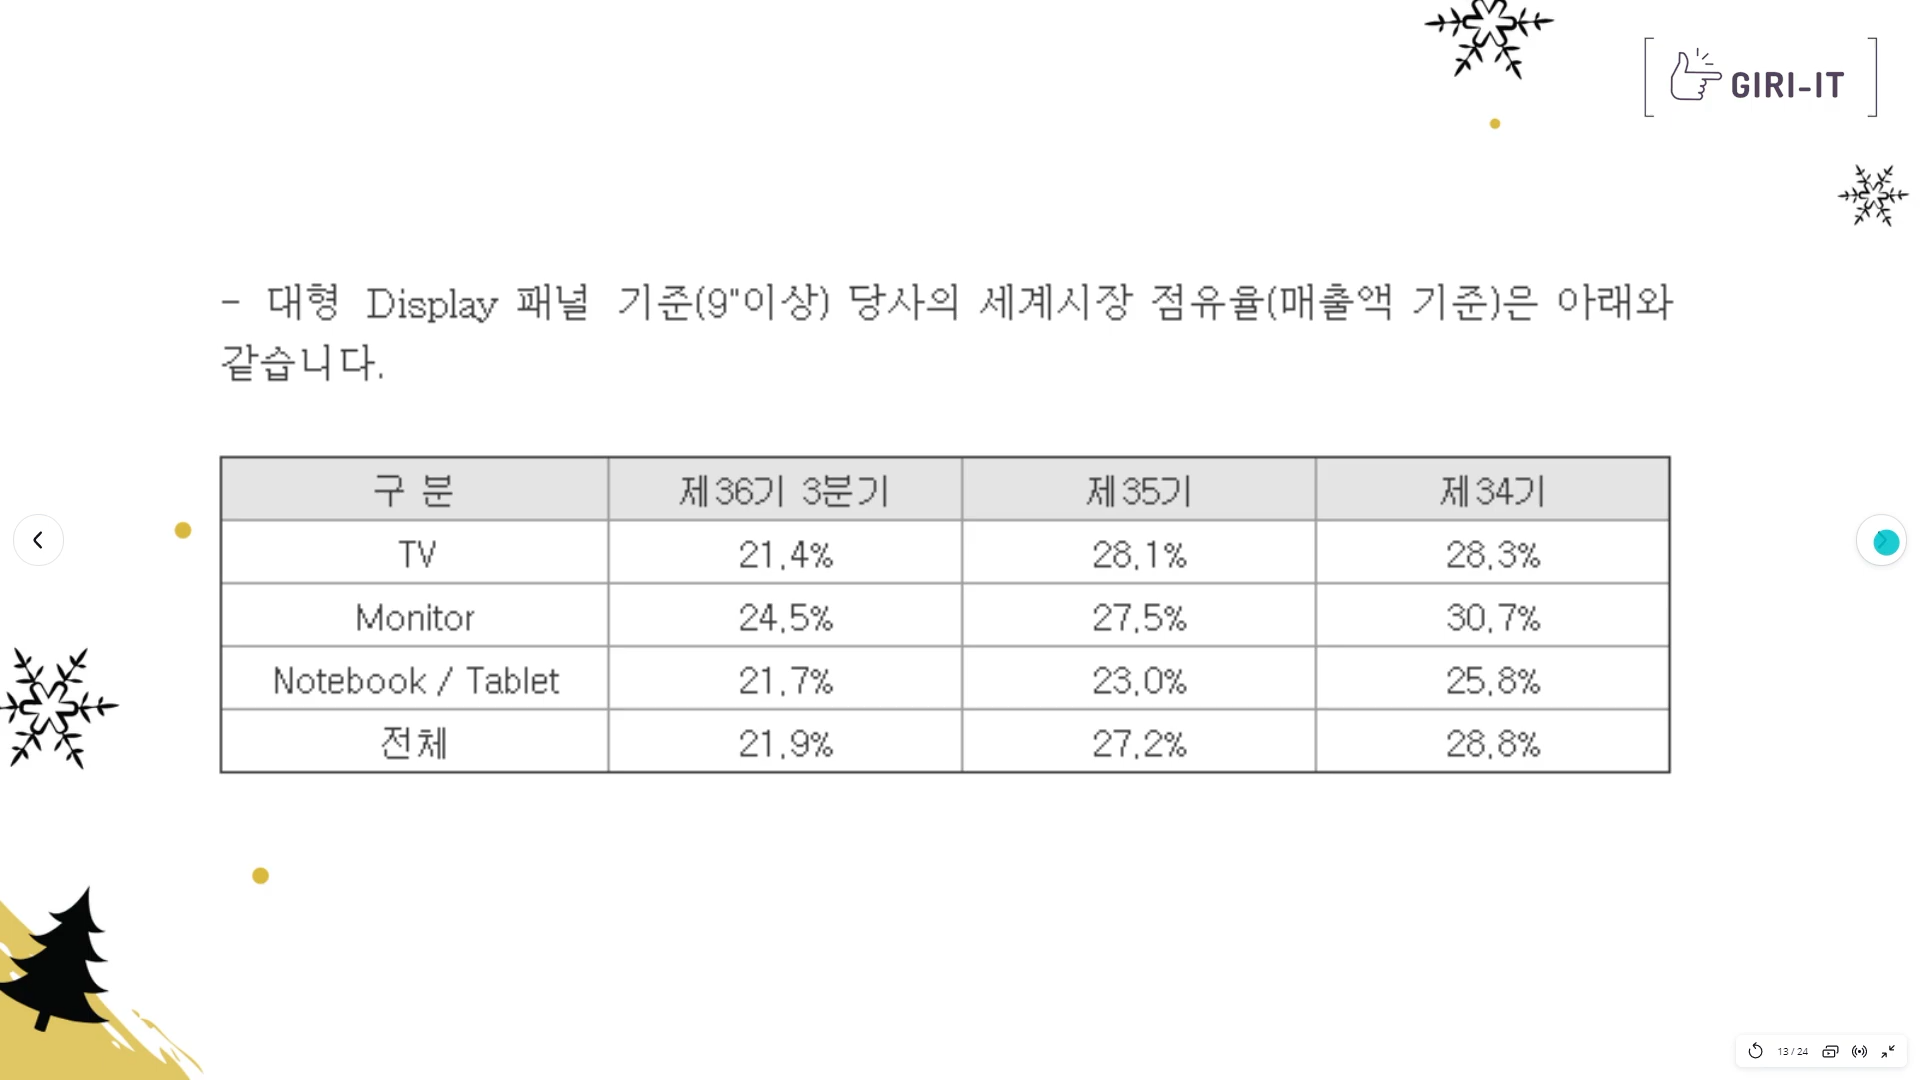 GIRI-IT
- 대형 Display 패널 기준(9"이상) 당사의 세계시장 점유율(매출액 기준)은 아래와
같습니다.
구 분 제36기 3분기 제35기 제34기
TV 21.4% 28.1% 28.3%
Monitor 24.5% 27.5% 30.7%
Notebook / Tablet 21.7% 23.0% 25.8%
전체 21.9% 27.2% 28.8%
13 / 24